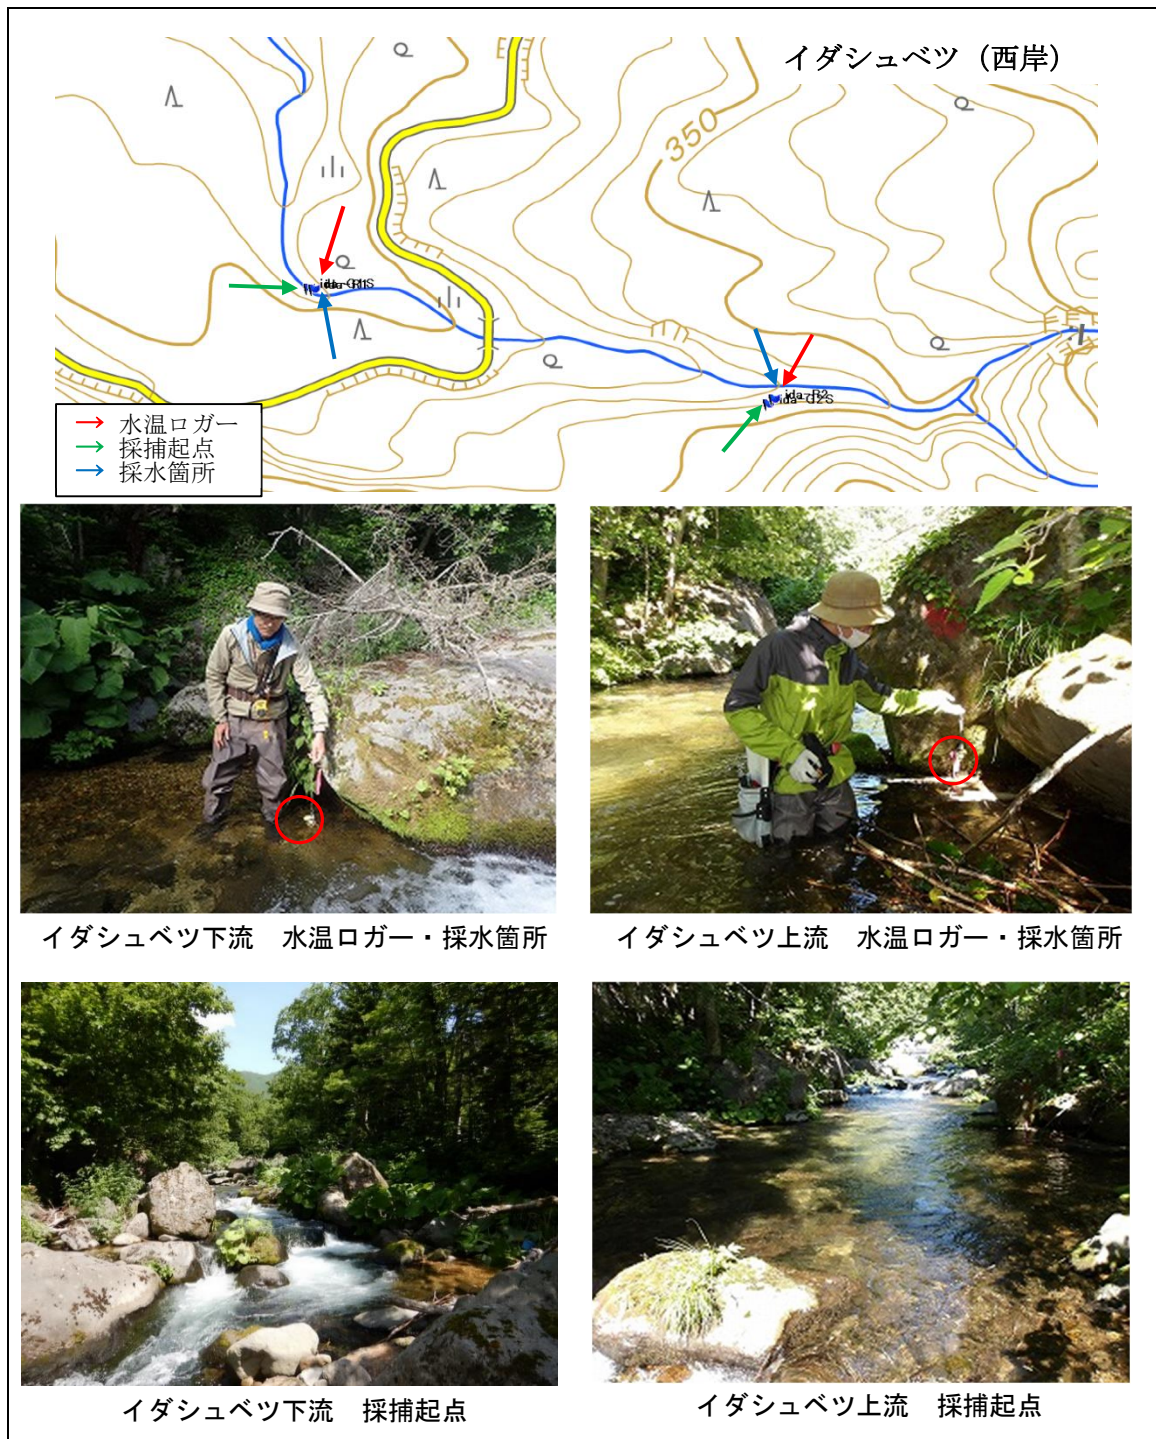 イダシュベツ（西岸）
350
ida-R2
水温ロガー
採捕起点
採水箇所
イダシュベツ下流　水温ロガー・採水箇所
イダシュベツ上流　水温ロガー・採水箇所
イダシュベツ下流　採捕起点
イダシュベツ上流　採捕起点